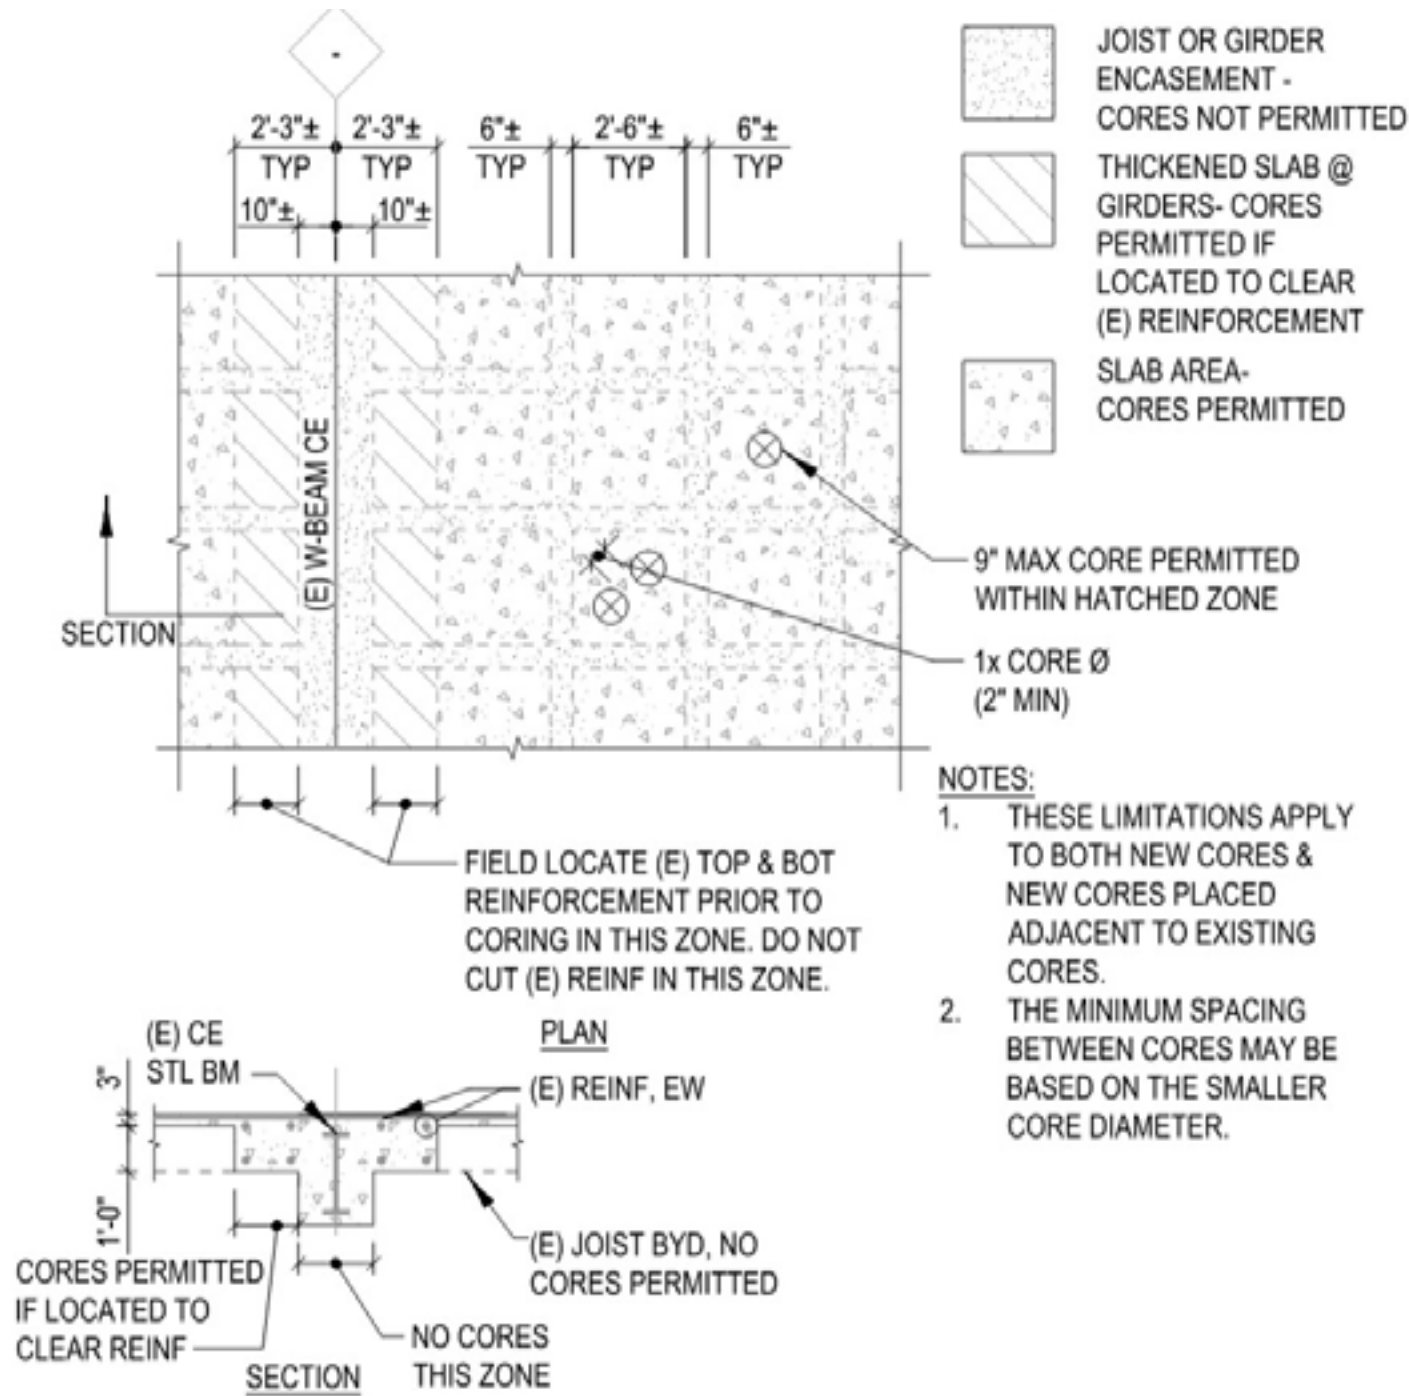 -
2'-3"± 2'-3"± 6"± 2'-6"± 6"±
TYP TYP TYP TYP TYP
10"± 10"±
JOIST OR GIRDER
ENCASEMENT -
CORES NOT PERMITTED
THICKENED SLAB @
GIRDERS- CORES
PERMITTED IF
LOCATED TO CLEAR
(E) REINFORCEMENT
SLAB AREA-
CORES PERMITTED
(E) W-BEAM CE
SECTION
9" MAX CORE PERMITTED
WITHIN HATCHED ZONE
1x CORE Ø
(2" MIN)
FIELD LOCATE (E) TOP & BOT
REINFORCEMENT PRIOR TO
CORING IN THIS ZONE. DO NOT
CUT (E) REINF IN THIS ZONE.
PLAN
NOTES:
1. THESE LIMITATIONS APPLY
TO BOTH NEW CORES &
NEW CORES PLACED
ADJACENT TO EXISTING
CORES.
2. THE MINIMUM SPACING
BETWEEN CORES MAY BE
BASED ON THE SMALLER
CORE DIAMETER.
(E) CE
STL BM
(E) REINF, EW
3"
1'-0"
(E) JOIST BYD, NO
CORES PERMITTED
CORES PERMITTED
IF LOCATED TO
CLEAR REINF
NO CORES
THIS ZONE
SECTION